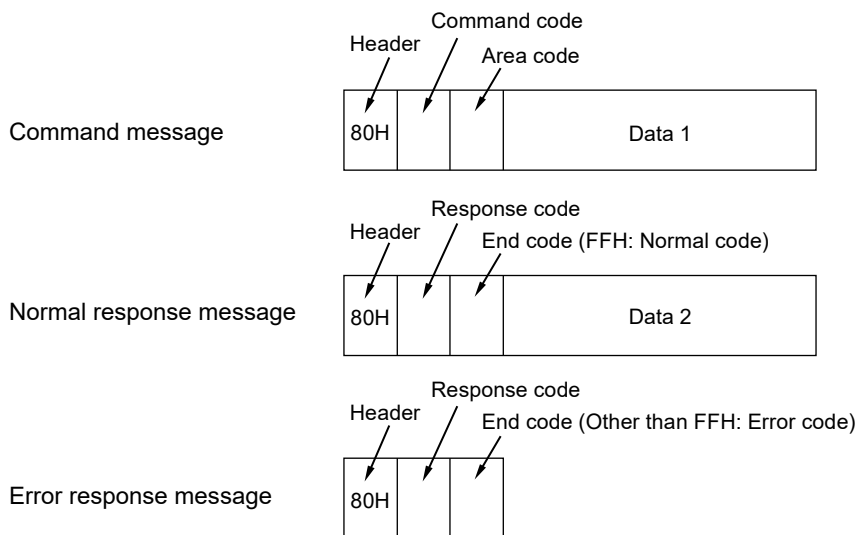 Command code
Header
Area code
Command message
80H
Data 1
Response code
Header
End code (FFH: Normal code)
Normal response message
80H
Data 2
Response code
Header
End code (Other than FFH: Error code)
Error response message
80H